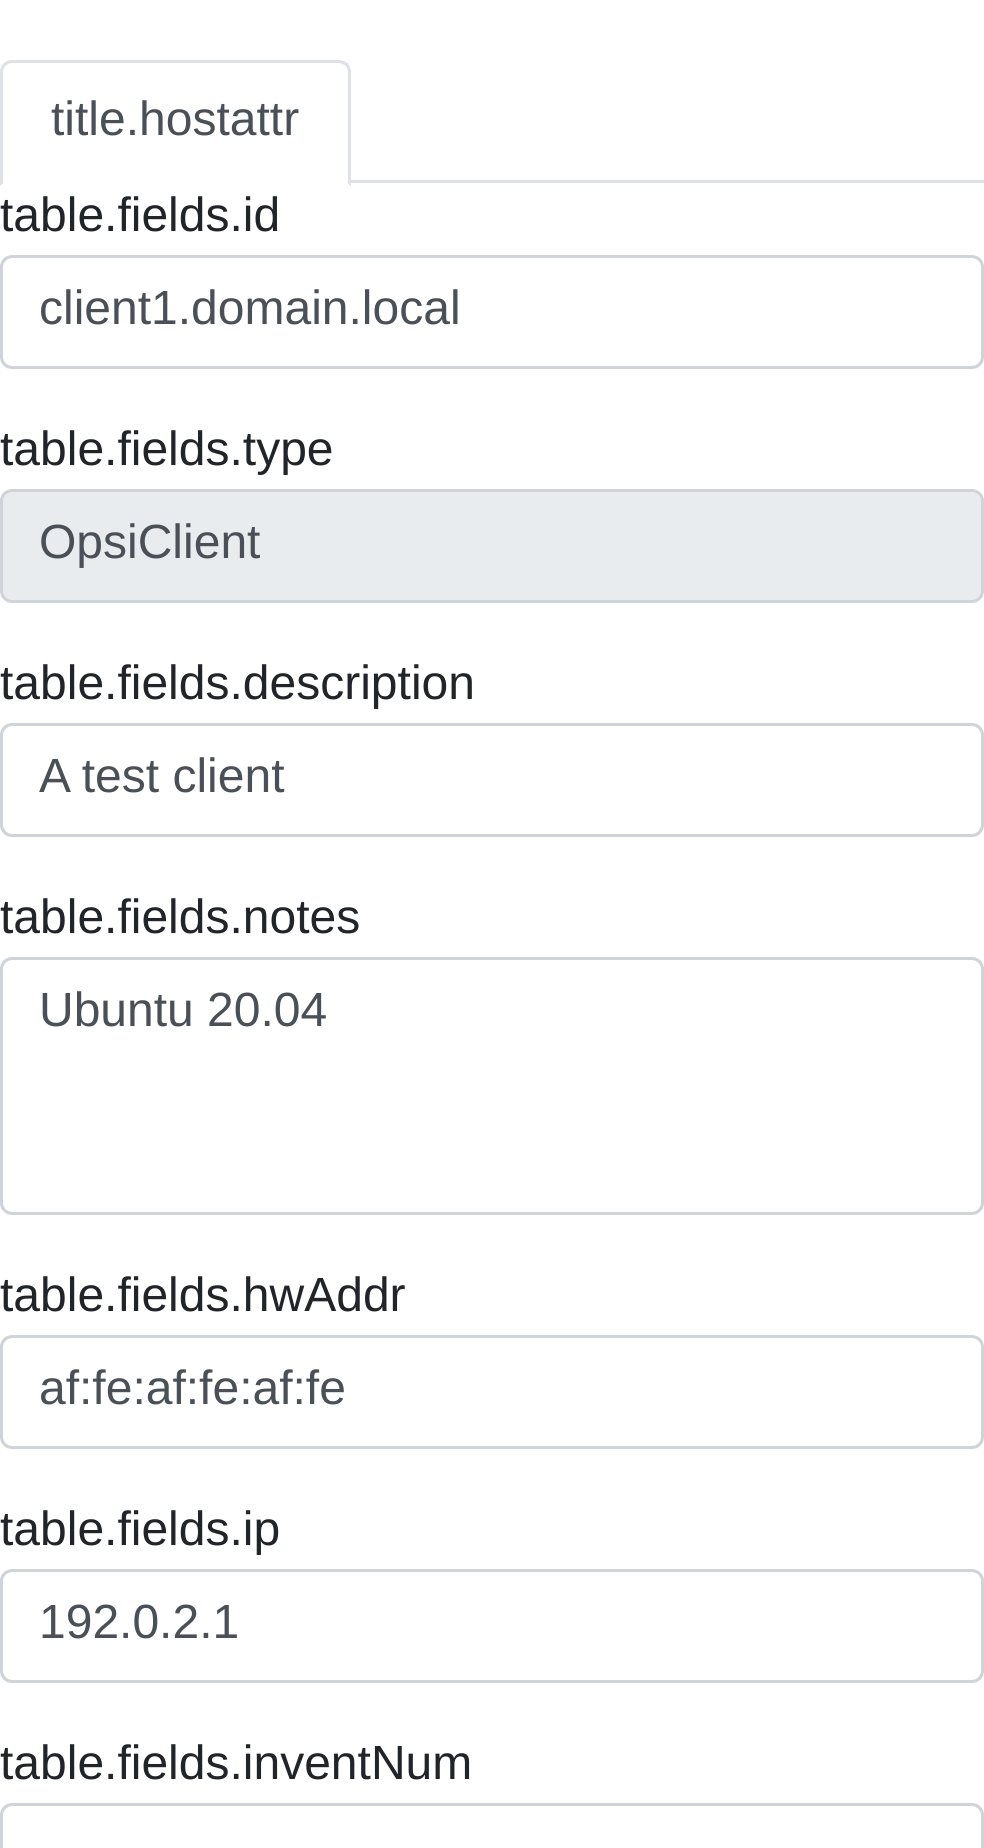 title.hostattr
table.fields.id
client1.domain.local
table.fields.type
OpsiClient
table.fields.description
A test client
table.fields.notes
Ubuntu 20.04
table.fields.hwAddr
af:fe:af:fe:af:fe
table.fields.ip
192.0.2.1
table.fields.inventNum